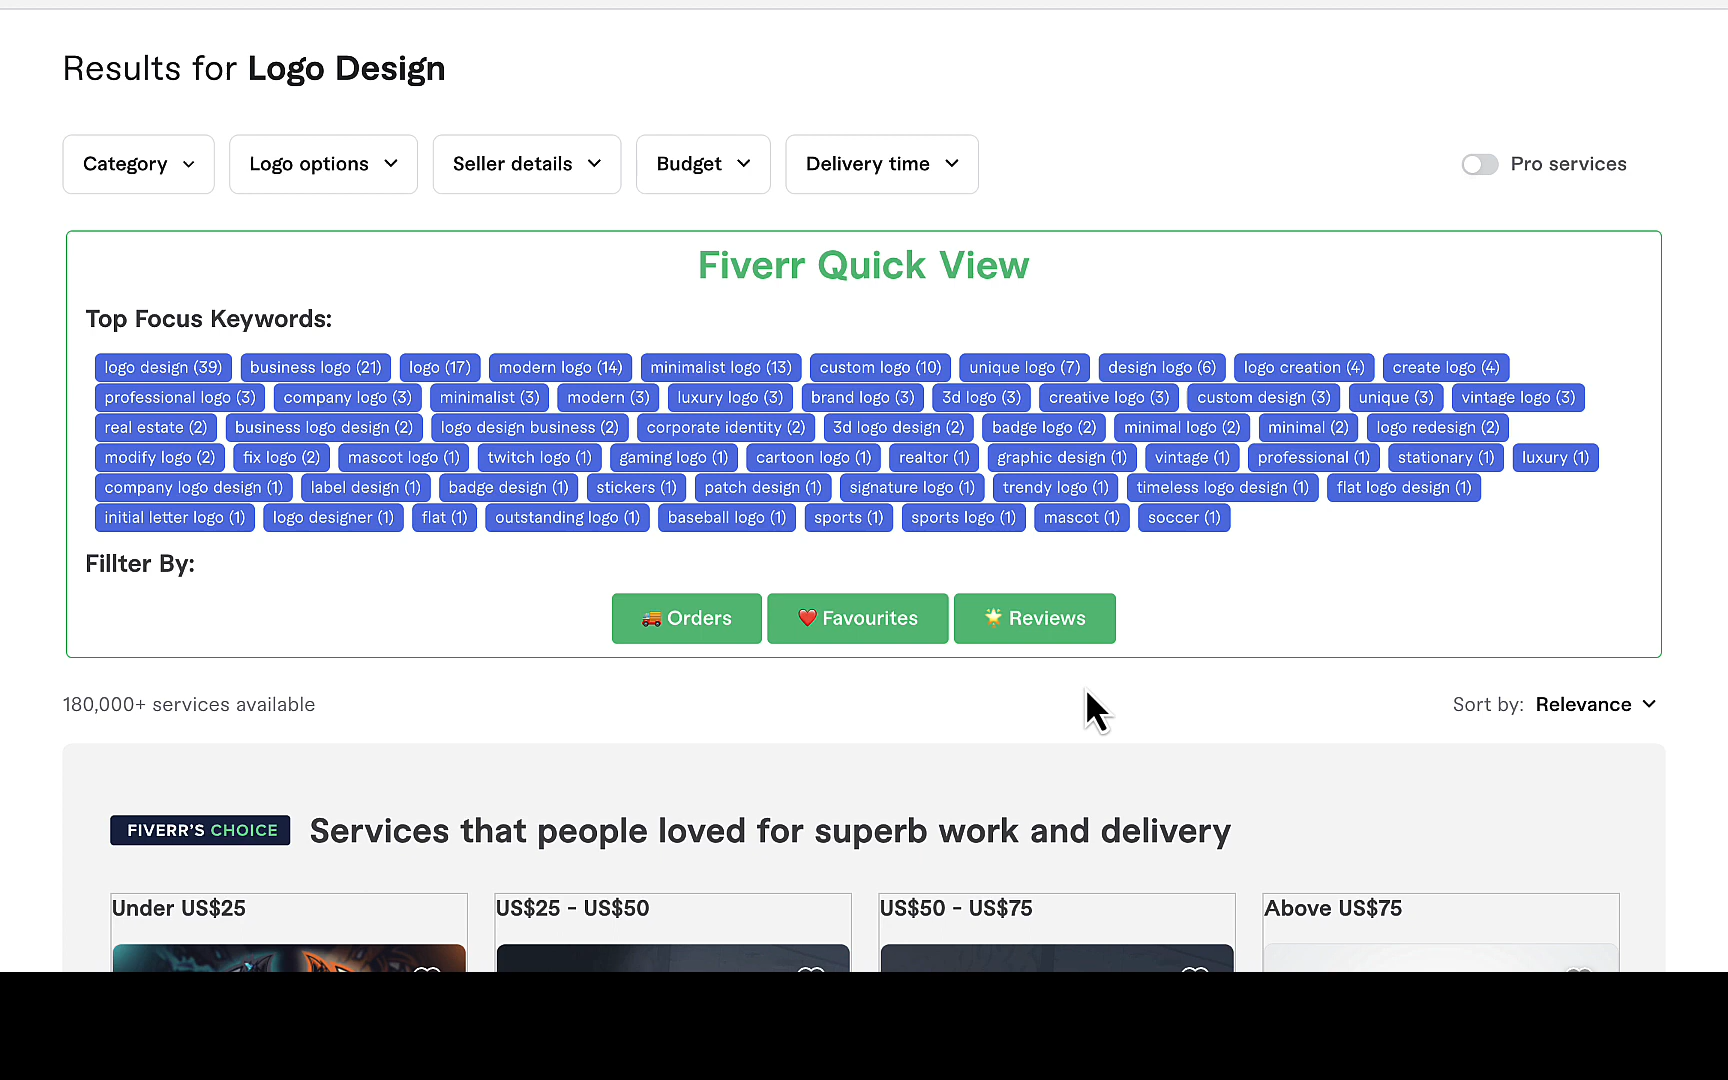 Results for Logo Design
Category Logo options Seller details Budget Delivery time Pro services
Fiverr Quick View
Top Focus Keywords:
logo design (39) business logo (21) logo (17) modern logo (14) minimalist logo (13) custom logo (10) unique logo (7) design logo (6) logo creation (4) create logo (4)
professional logo (3) company logo (3) minimalist (3) modern (3) luxury logo (3) brand logo (3) 3d logo (3) creative logo (3) custom design (3) unique (3) vintage logo (3)
real estate (2) business logo design (2) logo design business (2) corporate identity (2) 3d logo design (2) badge logo (2) minimal logo (2) minimal (2) logo redesign (2)
modify logo (2) fix logo (2) mascot logo (1) twitch logo (1) gaming logo (1) cartoon logo (1) realtor (1) graphic design (1) vintage (1) professional (1) stationary (1) luxury (1)
company logo design (1) label design (1) badge design (1) stickers (1) patch design (1) signature logo (1) trendy logo (1) timeless logo design (1) flat logo design (1)
initial letter logo (1) logo designer (1) flat (1) outstanding logo (1) baseball logo (1) sports (1) sports logo (1) mascot (1) soccer (1)
Fillter By:
🚚 Orders ❤️ Favourites 🌟 Reviews
180,000+ services available Sort by: Relevance
FIVERR'S CHOICE Services that people loved for superb work and delivery
Under US$25 US$25 - US$50 US$50 - US$75 Above US$75